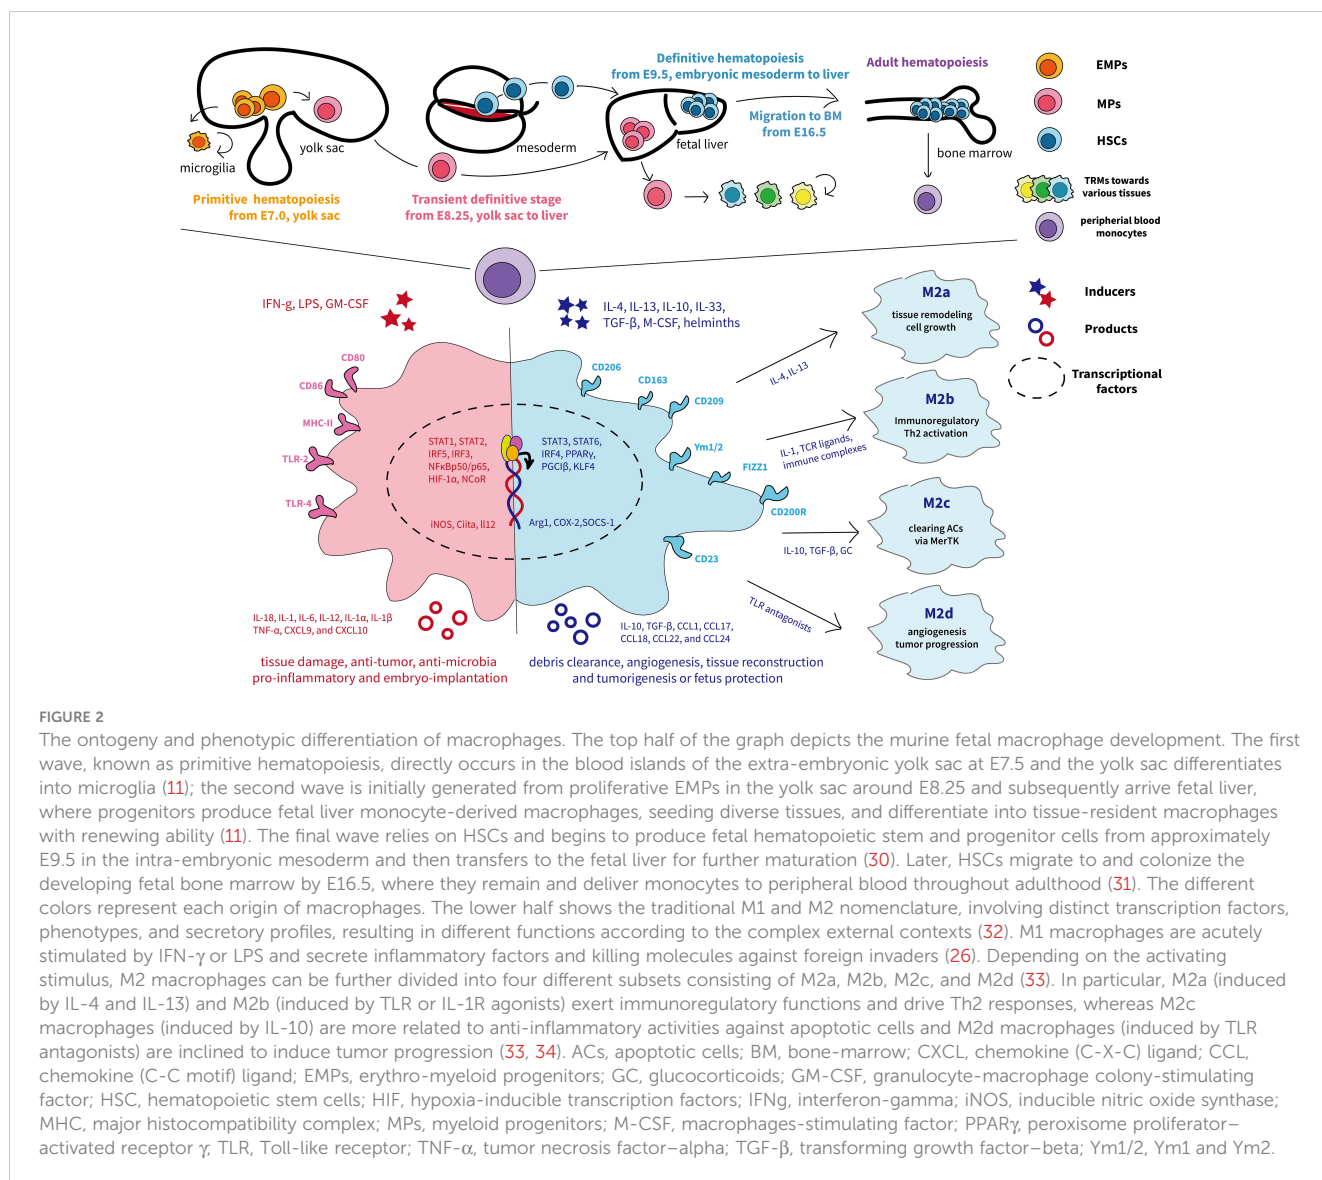 Definitive hematopoiesis
from E9.5, embryonic mesoderm to liver
Adult hematopoiesis
Migration to BM
from E16.5
microgilia
yolk sac
mesoderm
fetal liver
bone marrow
Primitive hematopoiesis
from E7.0, yolk sac
Transient definitive stage
from E8.25, yolk sac to liver
EMPs
MPs
HSCs
TRMs towards
various tissues
peripherial blood
monocytes
IFN-g, LPS, GM-CSF
IL-4, IL-13, IL-10, IL-33,
TGF-β, M-CSF, helminths
Inducers
Products
Transcriptional
factors
CD80
CD86
MHC-II
TLR-2
TLR-4
CD206
CD163
CD209
Ym1/2
FIZZ1
CD200R
CD23
STAT1, STAT2,
IRF5, IRF3,
NFκBp50/p65,
HIF-1α, NCoR
iNOS, Ciita, Il12
STAT3, STAT6,
IRF4, PPARγ,
PGCIβ, KLF4
Arg1, COX-2,SOCS-1
IL-4, IL-13
IL-1, TCR ligands,
immune complexes
IL-10, TGF-β, GC
TLR antagonists
M2a
tissue remodeling
cell growth
M2b
Immunoregulatory
Th2 activation
M2c
clearing ACs
via MerTK
M2d
angiogenesis
tumor progression
IL-18, IL-1, IL-6, IL-12, IL-1α, IL-1β
TNF-α, CXCL9, and CXCL10
IL-10, TGF-β, CCL1, CCL17,
CCL18, CCL22, and CCL24
tissue damage, anti-tumor, anti-microbia
pro-inflammatory and embryo-implantation
debris clearance, angiogenesis, tissue reconstruction
and tumorigenesis or fetus protection
FIGURE 2
The ontogeny and phenotypic differentiation of macrophages. The top half of the graph depicts the murine fetal macrophage development. The first
wave, known as primitive hematopoiesis, directly occurs in the blood islands of the extra-embryonic yolk sac at E7.5 and the yolk sac differentiates
into microglia (11); the second wave is initially generated from proliferative EMPs in the yolk sac around E8.25 and subsequently arrive fetal liver,
where progenitors produce fetal liver monocyte-derived macrophages, seeding diverse tissues, and differentiate into tissue-resident macrophages
with renewing ability (11). The final wave relies on HSCs and begins to produce fetal hematopoietic stem and progenitor cells from approximately
E9.5 in the intra-embryonic mesoderm and then transfers to the fetal liver for further maturation (30). Later, HSCs migrate to and colonize the
developing fetal bone marrow by E16.5, where they remain and deliver monocytes to peripheral blood throughout adulthood (31). The different
colors represent each origin of macrophages. The lower half shows the traditional M1 and M2 nomenclature, involving distinct transcription factors,
phenotypes, and secretory profiles, resulting in different functions according to the complex external contexts (32). M1 macrophages are acutely
stimulated by IFN-γ or LPS and secrete inflammatory factors and killing molecules against foreign invaders (26). Depending on the activating
stimulus, M2 macrophages can be further divided into four different subsets consisting of M2a, M2b, M2c, and M2d (33). In particular, M2a (induced
by IL-4 and IL-13) and M2b (induced by TLR or IL-1R agonists) exert immunoregulatory functions and drive Th2 responses, whereas M2c
macrophages (induced by IL-10) are more related to anti-inflammatory activities against apoptotic cells and M2d macrophages (induced by TLR
antagonists) are inclined to induce tumor progression (33, 34). ACs, apoptotic cells; BM, bone-marrow; CXCL, chemokine (C-X-C) ligand; CCL,
chemokine (C-C motif) ligand; EMPs, erythro-myeloid progenitors; GC, glucocorticoids; GM-CSF, granulocyte-macrophage colony-stimulating
factor; HSC, hematopoietic stem cells; HIF, hypoxia-inducible transcription factors; IFNg, interferon-gamma; iNOS, inducible nitric oxide synthase;
MHC, major histocompatibility complex; MPs, myeloid progenitors; M-CSF, macrophages-stimulating factor; PPARγ, peroxisome proliferator–
activated receptor γ; TLR, Toll-like receptor; TNF-α, tumor necrosis factor–alpha; TGF-β, transforming growth factor–beta; Ym1/2, Ym1 and Ym2.